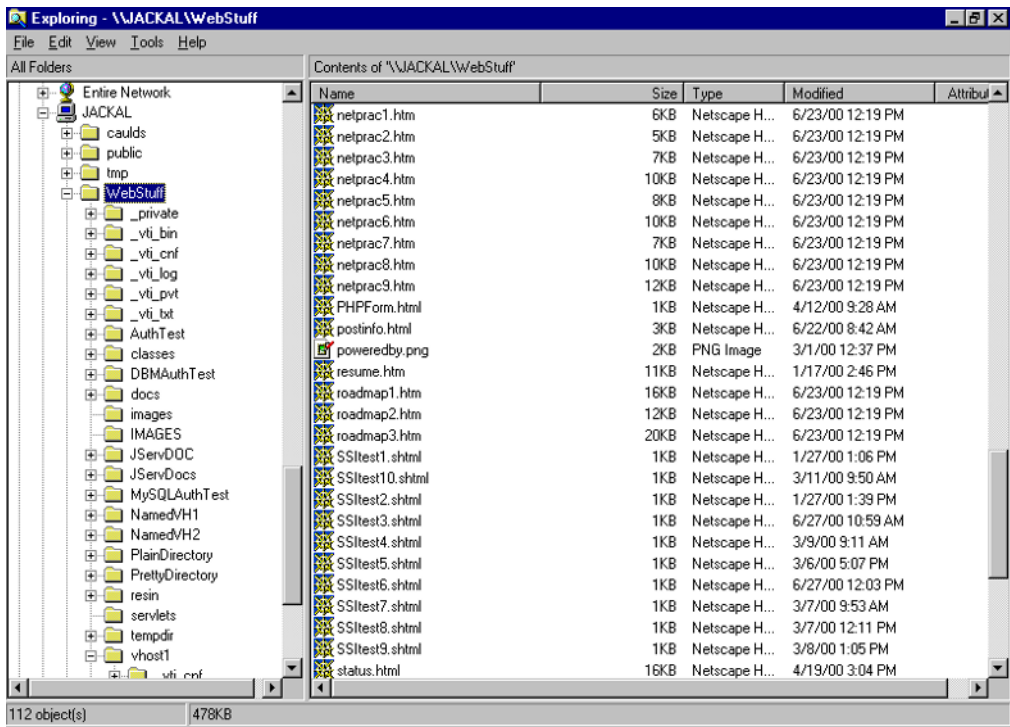 Exploring - \\JACKAL\WebStuff
File Edit View Tools Help
All Folders
Contents of '\\JACKAL\WebStuff'
Entire Network
JACKAL
caulds
public
tmp
WebStuff
_private
_vti_bin
_vti_cnf
_vti_log
_vti_pvt
_vti_txt
AuthTest
classes
DBMAuthTest
docs
images
IMAGES
JServDOC
JServDocs
MySQLAuthTest
NamedVH1
NamedVH2
PlainDirectory
PrettyDirectory
resin
servlets
tempdir
vhost1
_vti_cnf
Name Size Type Modified Attribut
netprac1.htm 6KB Netscape H... 6/23/00 12:19 PM
netprac2.htm 5KB Netscape H... 6/23/00 12:19 PM
netprac3.htm 7KB Netscape H... 6/23/00 12:19 PM
netprac4.htm 10KB Netscape H... 6/23/00 12:19 PM
netprac5.htm 8KB Netscape H... 6/23/00 12:19 PM
netprac6.htm 10KB Netscape H... 6/23/00 12:19 PM
netprac7.htm 7KB Netscape H... 6/23/00 12:19 PM
netprac8.htm 10KB Netscape H... 6/23/00 12:19 PM
netprac9.htm 12KB Netscape H... 6/23/00 12:19 PM
PHPForm.html 1KB Netscape H... 4/12/00 9:28 AM
postinfo.html 3KB Netscape H... 6/22/00 8:42 AM
poweredby.png 2KB PNG Image 3/1/00 12:37 PM
resume.htm 11KB Netscape H... 1/17/00 2:46 PM
roadmap1.htm 16KB Netscape H... 6/23/00 12:19 PM
roadmap2.htm 12KB Netscape H... 6/23/00 12:19 PM
roadmap3.htm 20KB Netscape H... 6/23/00 12:19 PM
SSItest1.shtml 1KB Netscape H... 1/27/00 1:06 PM
SSItest10.shtml 1KB Netscape H... 3/11/00 9:50 AM
SSItest2.shtml 1KB Netscape H... 1/27/00 1:39 PM
SSItest3.shtml 1KB Netscape H... 6/27/00 10:59 AM
SSItest4.shtml 1KB Netscape H... 3/9/00 9:11 AM
SSItest5.shtml 1KB Netscape H... 3/6/00 5:07 PM
SSItest6.shtml 1KB Netscape H... 6/27/00 12:03 PM
SSItest7.shtml 1KB Netscape H... 3/7/00 9:53 AM
SSItest8.shtml 1KB Netscape H... 3/7/00 12:11 PM
SSItest9.shtml 1KB Netscape H... 3/8/00 1:05 PM
status.html 16KB Netscape H... 4/19/00 3:04 PM
112 object(s) 478KB